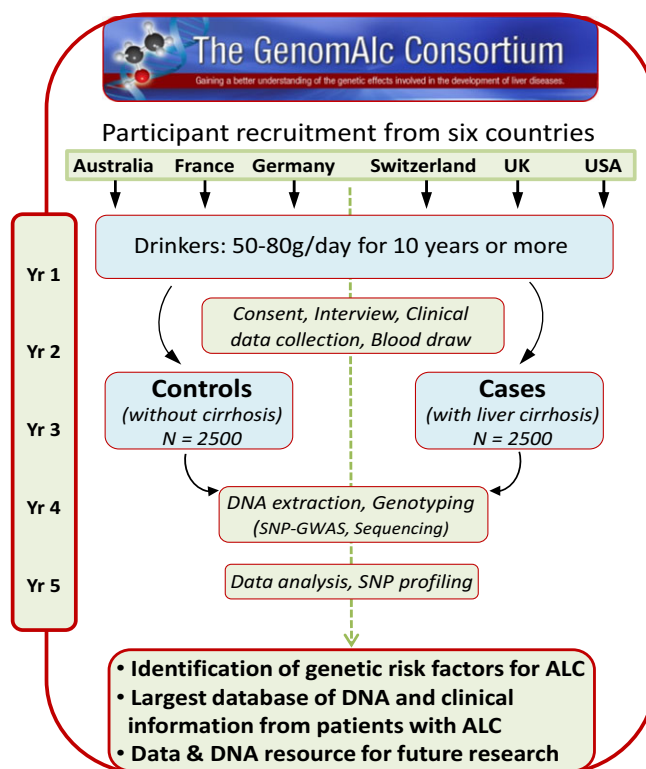 The GenomAlc Consortium
Gaining a better understanding of the genetic effects involved in the development of liver diseases.
Participant recruitment from six countries
Australia France Germany Switzerland UK USA
Drinkers: 50-80g/day for 10 years or more
Yr 1
Consent, Interview, Clinical
data collection, Blood draw
Yr 2
Controls
(without cirrhosis)
N = 2500
Cases
(with liver cirrhosis)
N = 2500
Yr 3
DNA extraction, Genotyping
(SNP-GWAS, Sequencing)
Yr 4
Data analysis, SNP profiling
Yr 5
• Identification of genetic risk factors for ALC
• Largest database of DNA and clinical
information from patients with ALC
• Data & DNA resource for future research